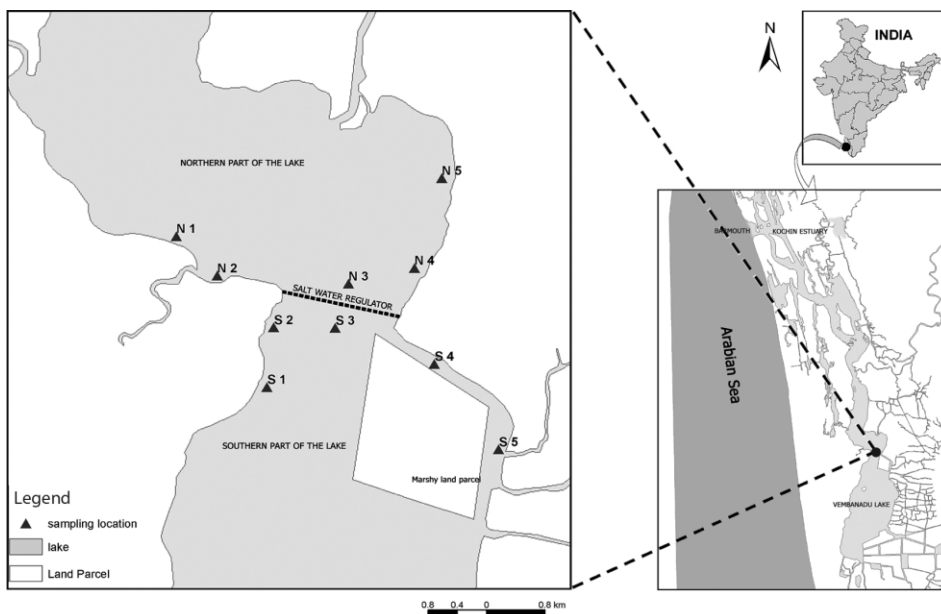 NORTHERN PART OF THE LAKE
N 5
N 1
N 2
N 3
N 4
SALT WATER REGULATOR
S 2
S 3
S 4
S 1
SOUTHERN PART OF THE LAKE
S 5
Marshy land parcel
Legend
sampling location
lake
Land Parcel
0.8 0.4 0 0.8 km
N
INDIA
BARMOUTH
KOCHIN ESTUARY
Arabian Sea
VEMBANADU LAKE